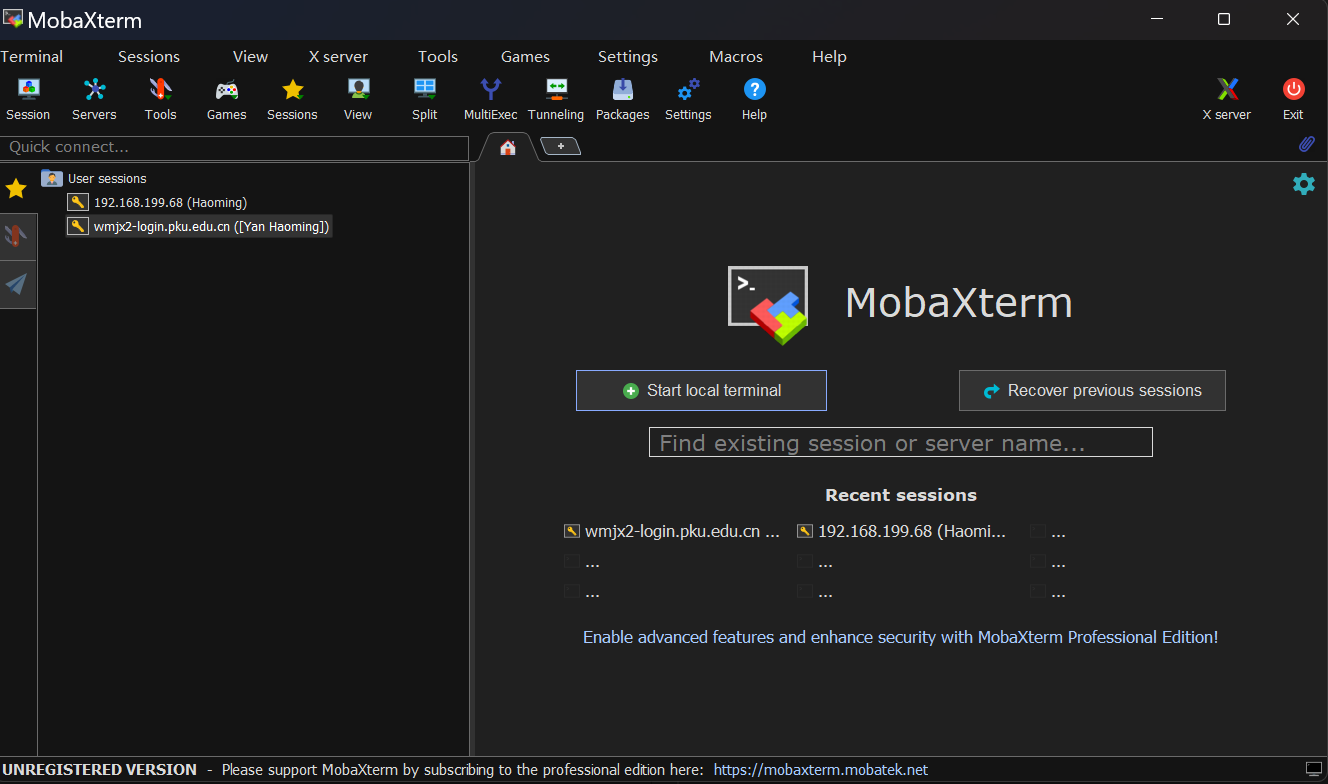 MobaXterm
Terminal Sessions View X server Tools Games Settings Macros Help
Session Servers Tools Games Sessions View Split MultiExec Tunneling Packages Settings Help X server Exit
Quick connect...
User sessions
192.168.199.68 (Haoming)
wmjx2-login.pku.edu.cn ([Yan Haoming])
>_
MobaXterm
Start local terminal Recover previous sessions
Find existing session or server name...
Recent sessions
wmjx2-login.pku.edu.cn ... 192.168.199.68 (Haomi... ...
... ... ...
... ... ...
Enable advanced features and enhance security with MobaXterm Professional Edition!
UNREGISTERED VERSION - Please support MobaXterm by subscribing to the professional edition here: https://mobaxterm.mobatek.net